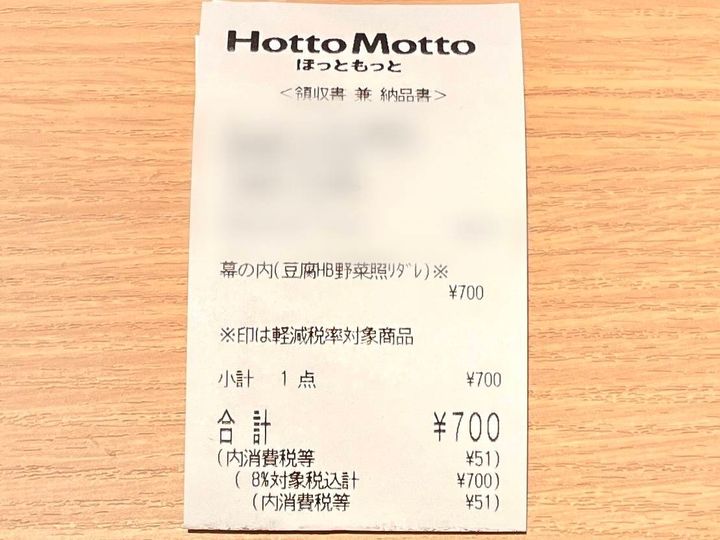 HottoMotto
ほっともっと
<領収書 兼 納品書>
幕の内(豆腐HB野菜照ﾘﾀﾞﾚ)※
¥700
※印は軽減税率対象商品
小計 1 点 ¥700
合 計 ¥700
(内消費税等 ¥51)
( 8%対象税込計 ¥700)
(内消費税等 ¥51)